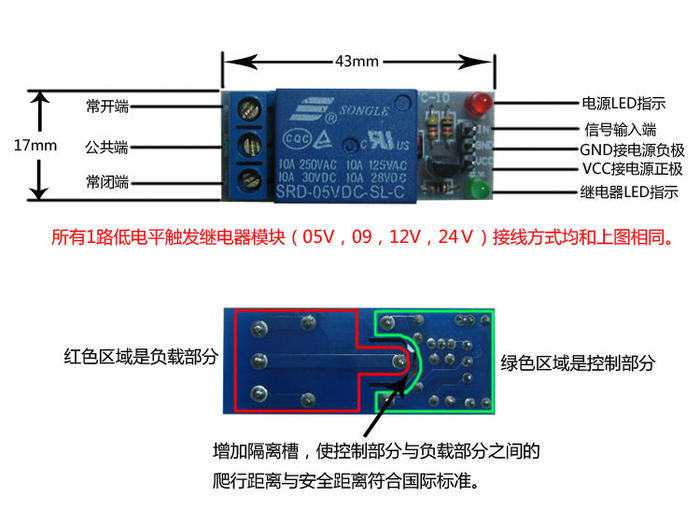 43mm
17mm
常开端
公共端
常闭端
SONGLE
®
CQC
c UL US
10A 250VAC 10A 125VAC
10A 30VDC 10A 28VDC
SRD-05VDC-SL-C
TC-10
IN
GND
VCC
电源LED指示
信号输入端
GND接电源负极
VCC接电源正极
继电器LED指示
所有1路低电平触发继电器模块（05V，09，12V，24V）接线方式均和上图相同。
红色区域是负载部分
绿色区域是控制部分
增加隔离槽，使控制部分与负载部分之间的
爬行距离与安全距离符合国际标准。